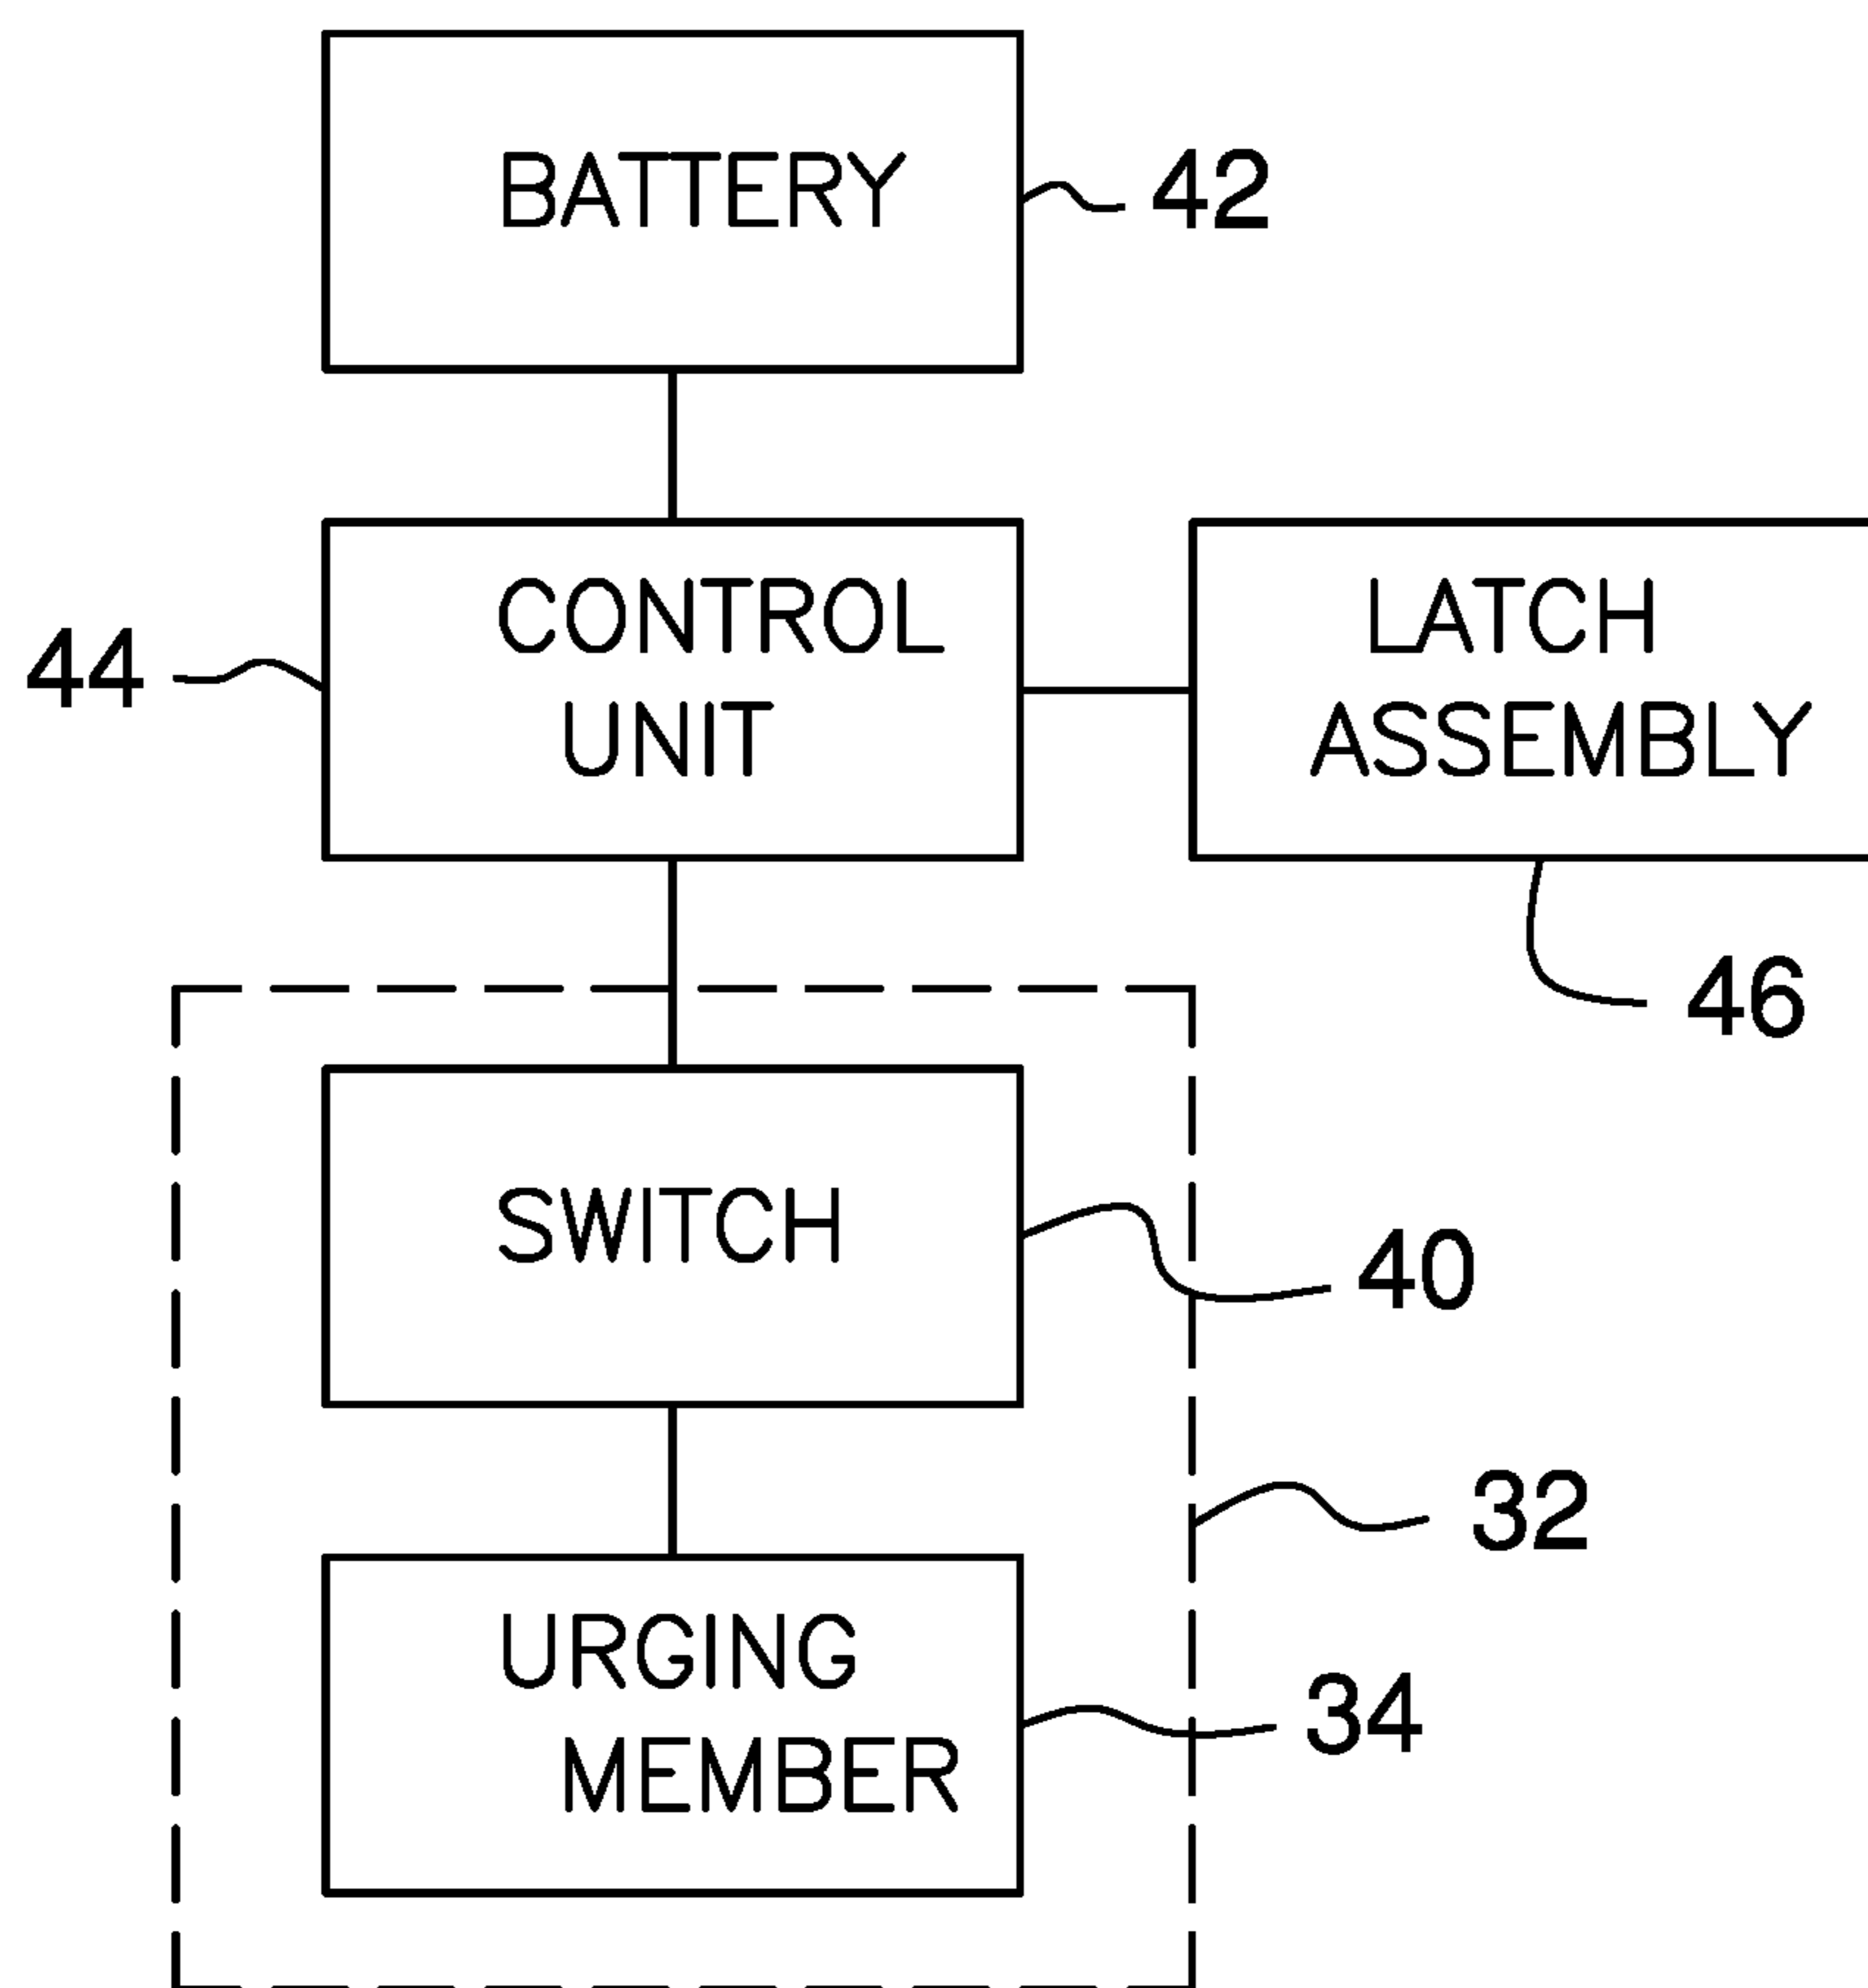 BATTERY
42
CONTROL
UNIT
44
LATCH
ASSEMBLY
46
SWITCH
40
32
URGING
MEMBER
34